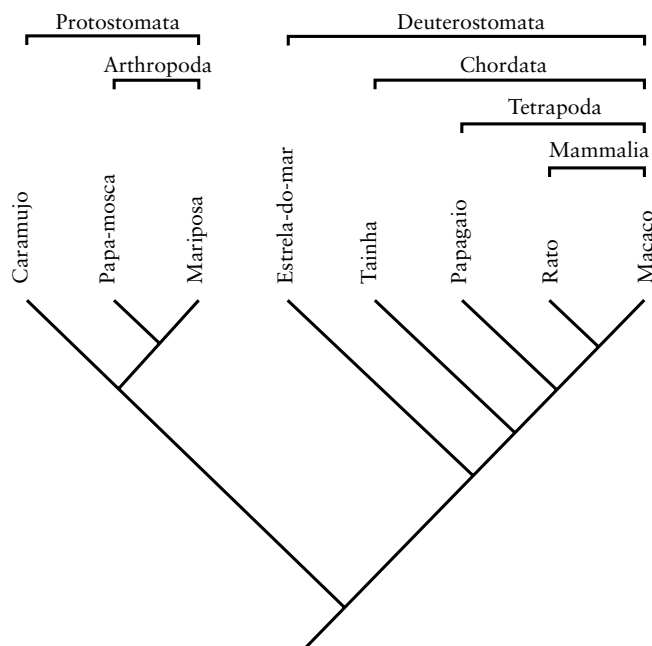 Protostomata
Deuterostomata
Arthropoda
Chordata
Tetrapoda
Mammalia
Caramujo
Papa-mosca
Mariposa
Estrela-do-mar
Tainha
Papagaio
Rato
Macaco